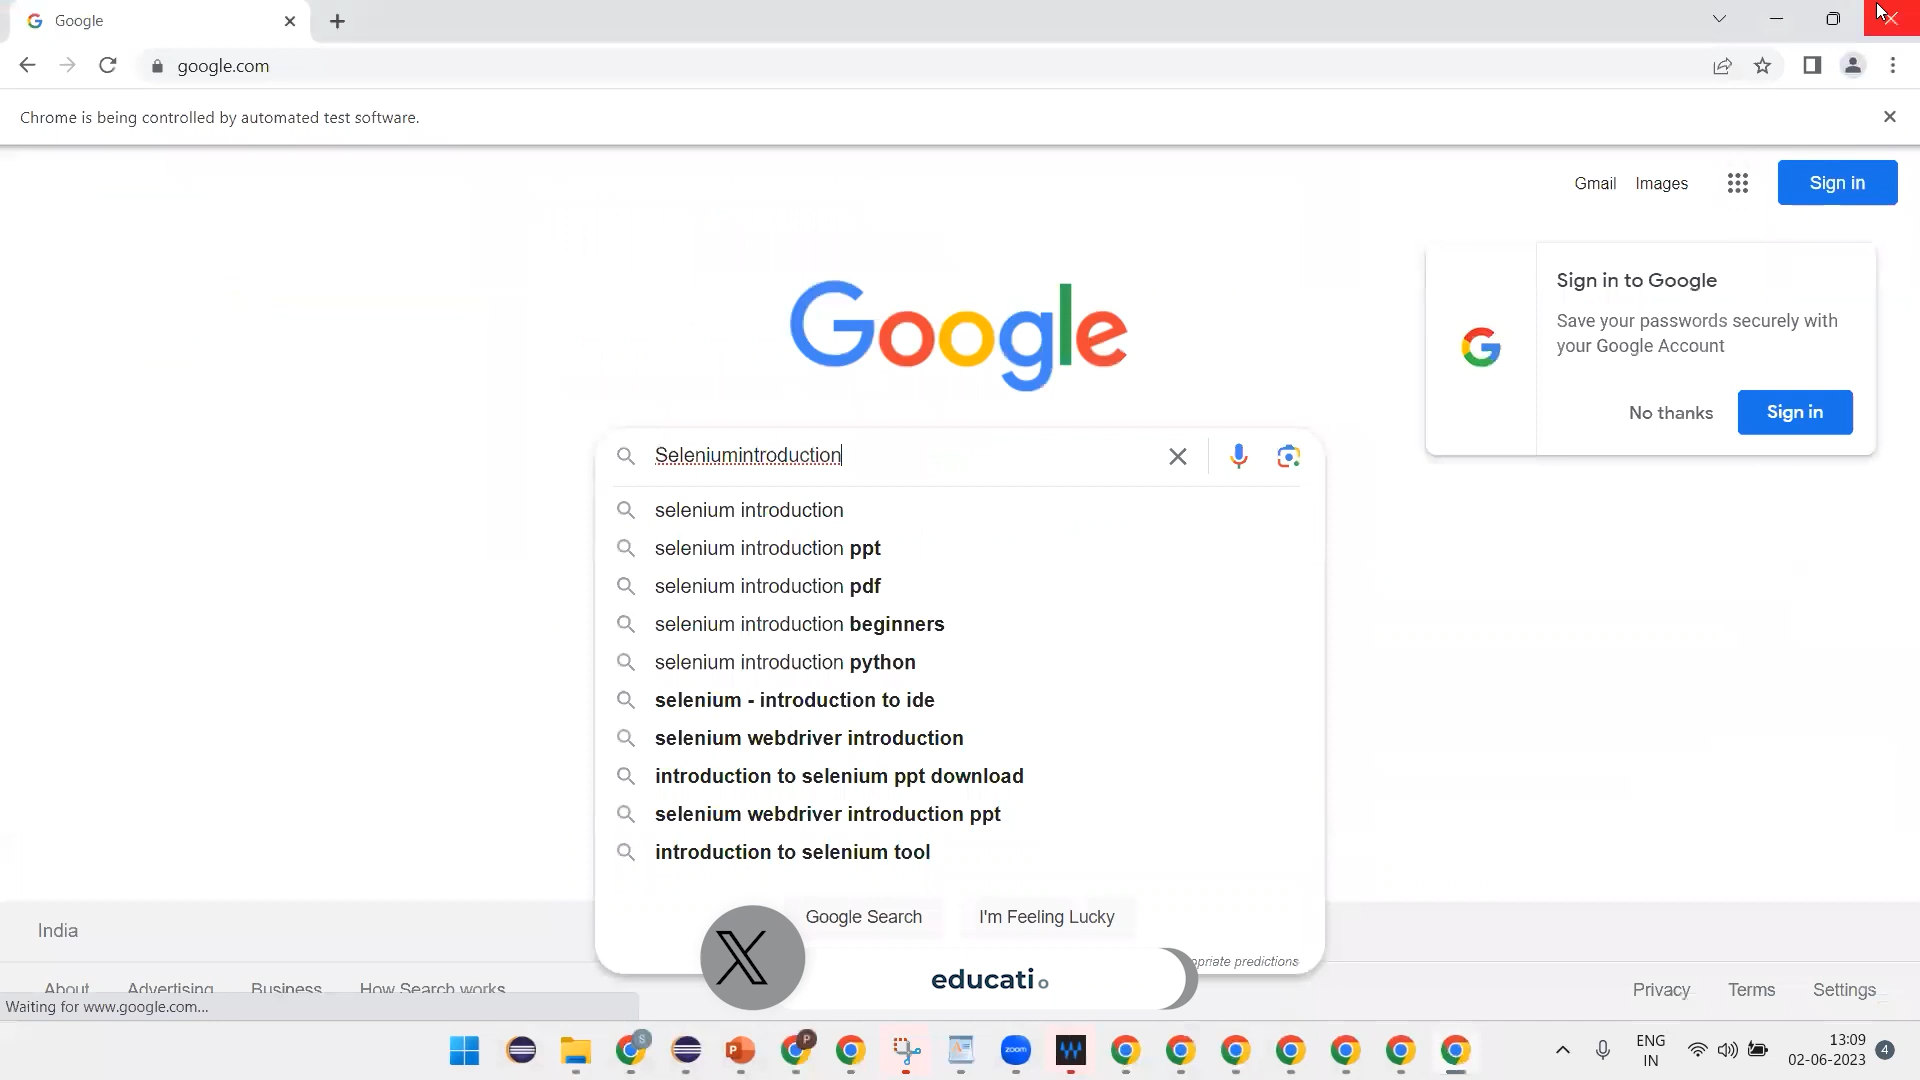 Google
google.com
Chrome is being controlled by automated test software.
Gmail Images Sign in
Google
Sign in to Google
Save your passwords securely with
your Google Account
No thanks Sign in
Seleniumintroduction
selenium introduction
selenium introduction ppt
selenium introduction pdf
selenium introduction beginners
selenium introduction python
selenium - introduction to ide
selenium webdriver introduction
introduction to selenium ppt download
selenium webdriver introduction ppt
introduction to selenium tool
Google Search I'm Feeling Lucky
India
predictions
educati
About Advertising Business How Search works
Privacy Terms Settings
Waiting for www.google.com...
S
P
zoom
ENG
IN
13:09
02-06-2023
4